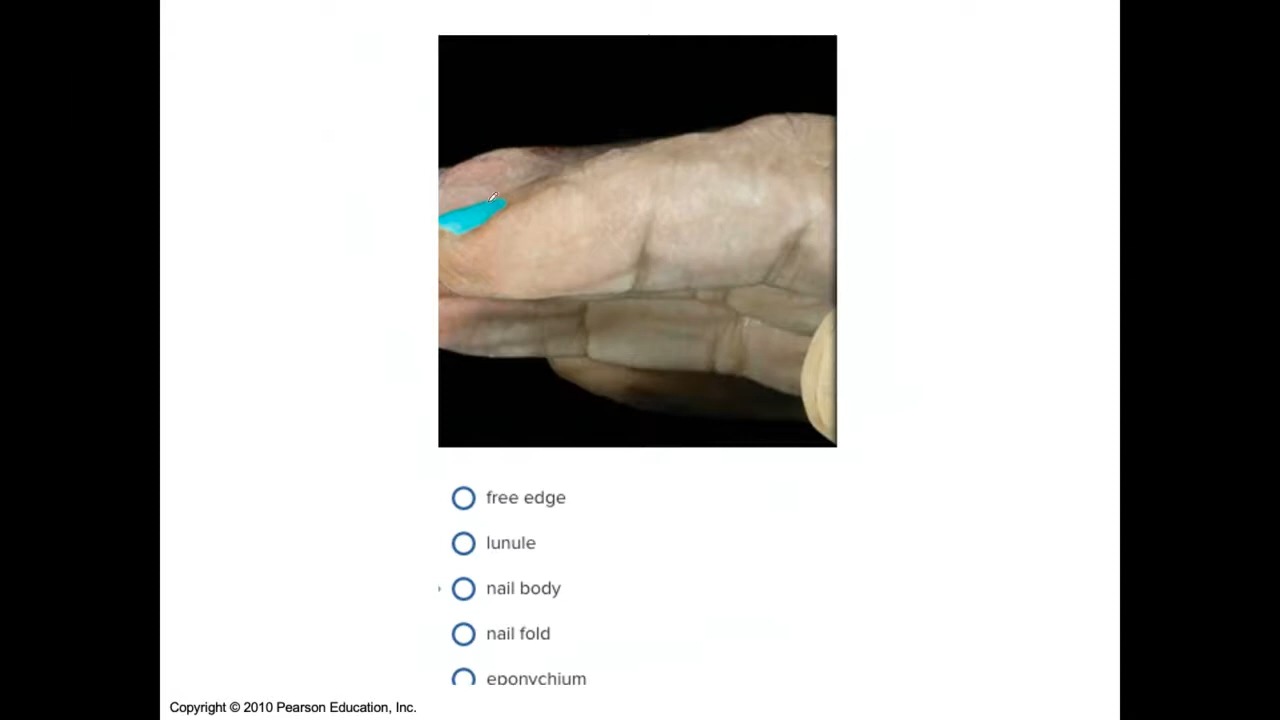 free edge
lunule
nail body
nail fold
eponychium
Copyright © 2010 Pearson Education, Inc.